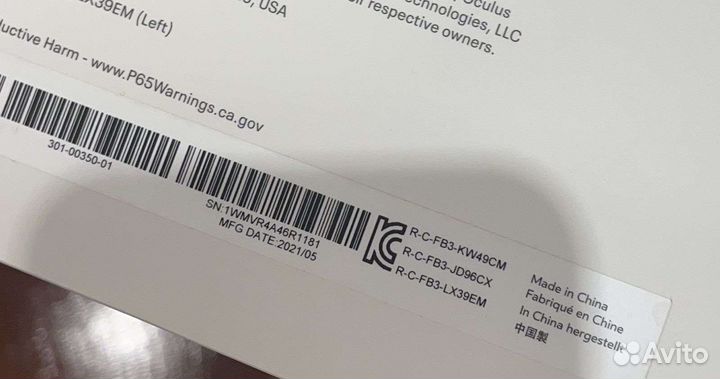 , USA
Oculus
Technologies, LLC
respective owners.
LX39EM (Left)
ductive Harm - www.P65Warnings.ca.gov
301-00350-01
SN:1WMVR4A46R1181
MFG DATE:2021/05
R-C-FB3-KW49CM
R-C-FB3-JD96CX
R-C-FB3-LX39EM
Made in China
Fabriqué en Chine
In China hergestellt
中国製
Avito